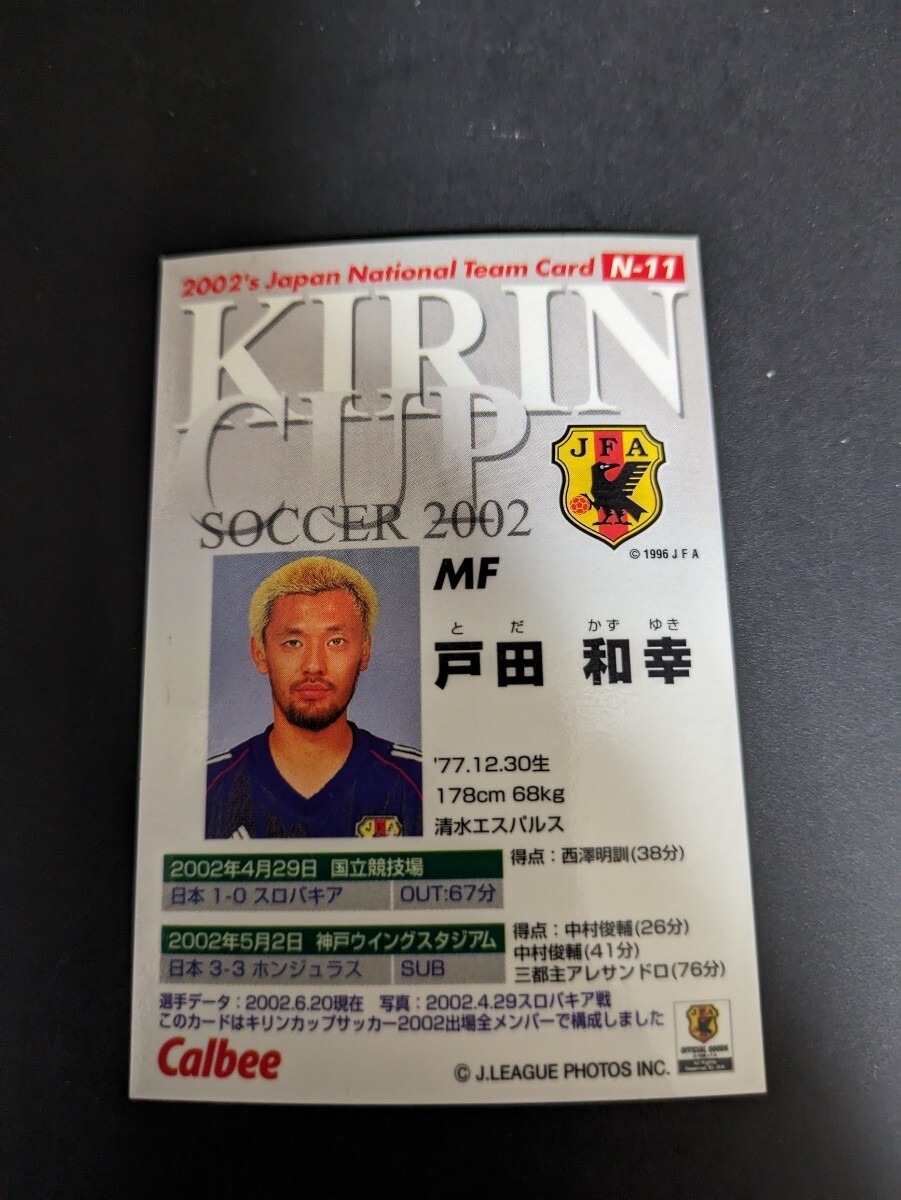 2002's Japan National Team Card N-11
KIRIN
CUP
SOCCER 2002
JFA
© 1996 J F A
MF
と だ かず ゆき
戸田 和幸
'77.12.30生
178cm 68kg
清水エスパルス
JFA
2002年4月29日 国立競技場
得点：西澤明訓(38分)
日本 1-0 スロバキア OUT:67分
2002年5月2日 神戸ウイングスタジアム
得点：中村俊輔(26分)
中村俊輔(41分)
三都主アレサンドロ(76分)
日本 3-3 ホンジュラス SUB
選手データ：2002.6.20現在 写真：2002.4.29スロバキア戦
このカードはキリンカップサッカー2002出場全メンバーで構成しました
Calbee
© J.LEAGUE PHOTOS INC.
JFA
OFFICIAL GOODS